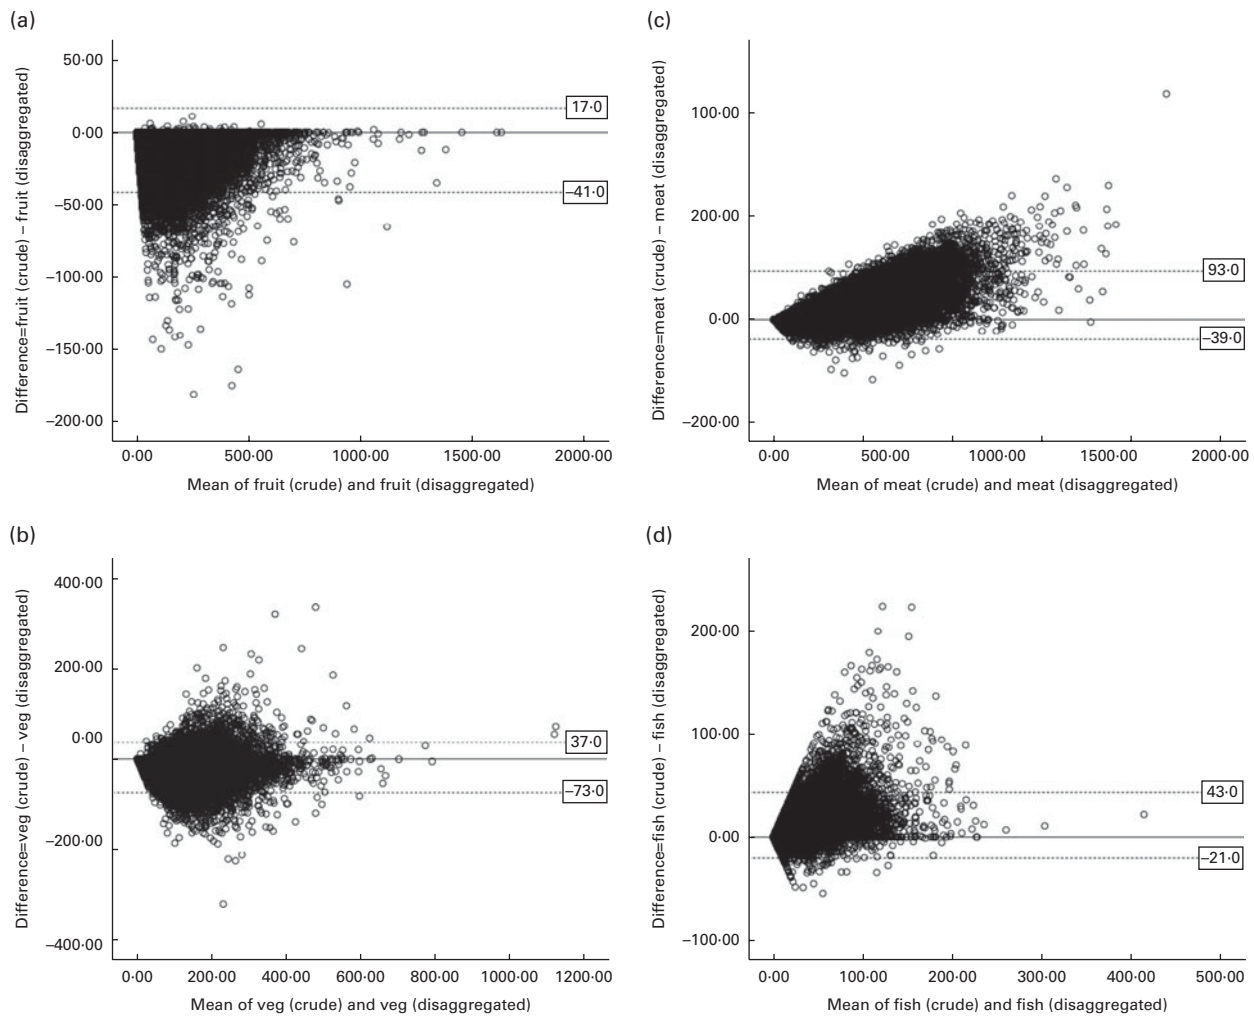 (a)
Difference=fruit (crude) – fruit (disaggregated)
50·00
0·00
–50·00
–100·00
–150·00
–200·00
17·0
–41·0
0·00 500·00 1000·00 1500·00 2000·00
Mean of fruit (crude) and fruit (disaggregated)
(c)
Difference=meat (crude) – meat (disaggregated)
100·00
200·00
0·00
–200·00
93·0
–39·0
0·00 500·00 1000·00 1500·00 2000·00
Mean of meat (crude) and meat (disaggregated)
(b)
Difference=veg (crude) – veg (disaggregated)
400·00
200·00
0·00
–200·00
–400·00
37·0
–73·0
0·00 200·00 400·00 600·00 800·00 1000·00 1200·00
Mean of veg (crude) and veg (disaggregated)
(d)
Difference=fish (crude) – fish (disaggregated)
200·00
100·00
0·00
–100·00
43·0
–21·0
0·00 100·00 200·00 300·00 400·00 500·00
Mean of fish (crude) and fish (disaggregated)